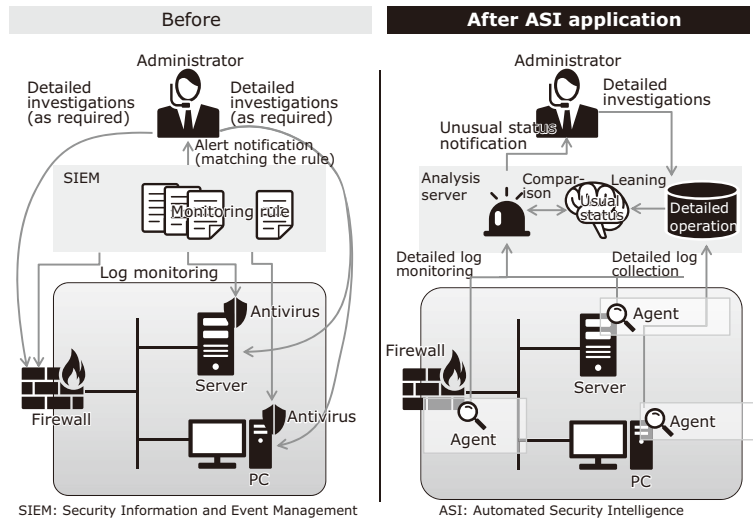 Before
Administrator
Detailed
investigations
(as required)
Detailed
investigations
(as required)
Alert notification
(matching the rule)
SIEM
Monitoring rule
Log monitoring
Antivirus
Server
Firewall
Antivirus
PC
SIEM: Security Information and Event Management
After ASI application
Administrator
Detailed
investigations
Unusual status
notification
Analysis
server
Compar-
ison
Leaning
Usual
status
Detailed
operation
Detailed log
monitoring
Detailed log
collection
Agent
Firewall
Server
Agent
Agent
PC
ASI: Automated Security Intelligence